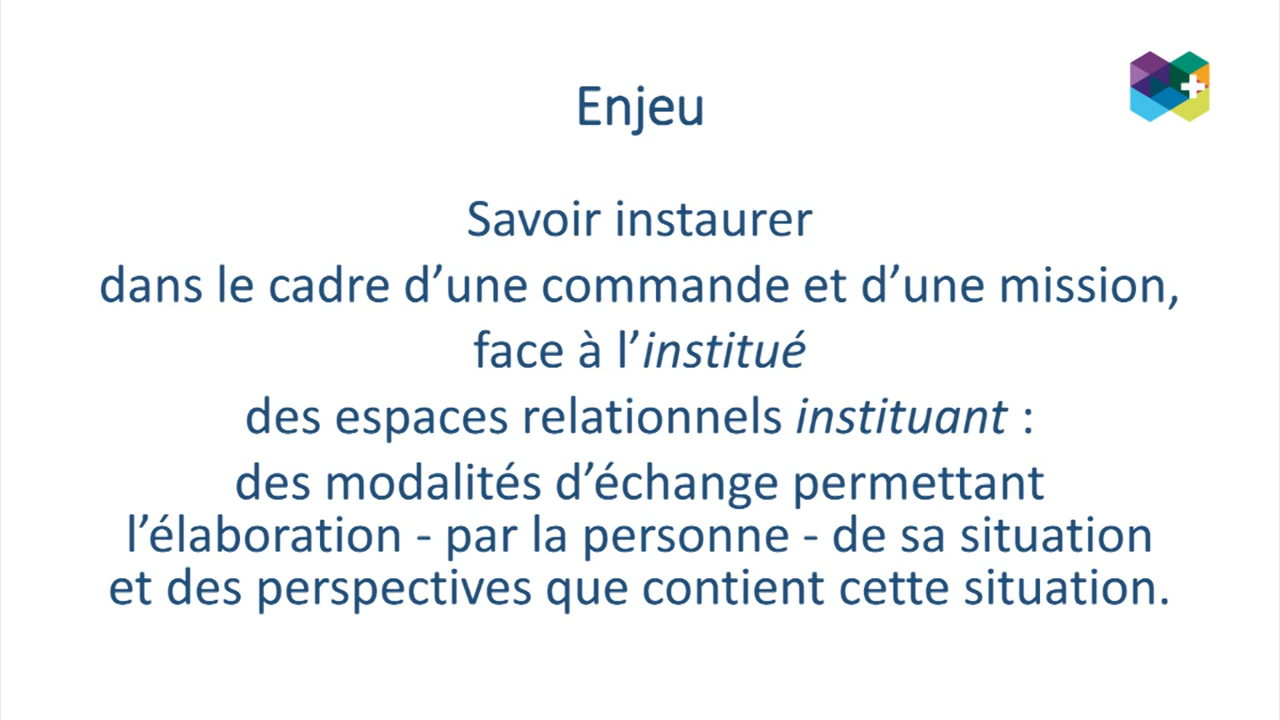 Enjeu
Savoir instaurer
dans le cadre d’une commande et d’une mission,
face à l’institué
des espaces relationnels instituant :
des modalités d’échange permettant
l’élaboration - par la personne - de sa situation
et des perspectives que contient cette situation.